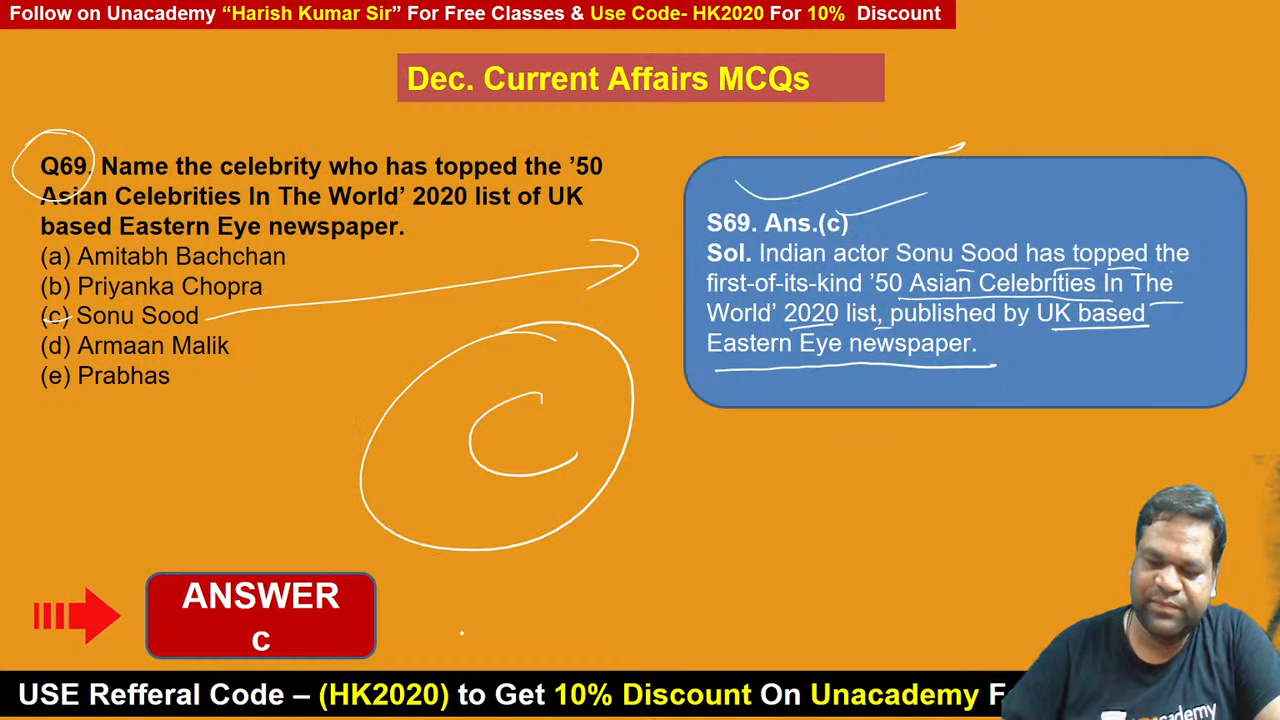 Follow on Unacademy “Harish Kumar Sir” For Free Classes & Use Code- HK2020 For 10% Discount
Dec. Current Affairs MCQs
Q69. Name the celebrity who has topped the ’50
Asian Celebrities In The World’ 2020 list of UK
based Eastern Eye newspaper.
(a) Amitabh Bachchan
(b) Priyanka Chopra
(c) Sonu Sood
(d) Armaan Malik
(e) Prabhas
S69. Ans.(c)
Sol. Indian actor Sonu Sood has topped the
first-of-its-kind ’50 Asian Celebrities In The
World’ 2020 list, published by UK based
Eastern Eye newspaper.
C
ANSWER
c
USE Refferal Code – (HK2020) to Get 10% Discount On Unacademy F